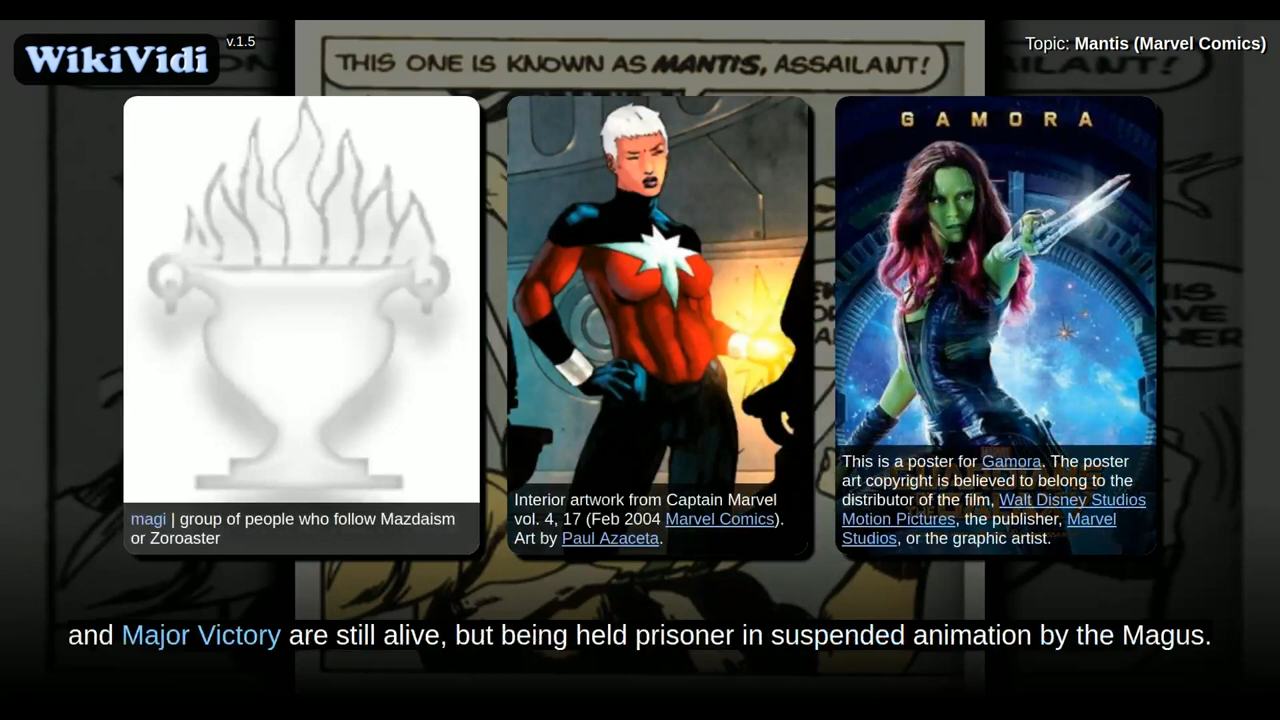 THIS ONE IS KNOWN AS MANTIS, ASSAILANT!
WikiVidi
v.1.5
Topic: Mantis (Marvel Comics)
GAMORA
magi | group of people who follow Mazdaism
or Zoroaster
Interior artwork from Captain Marvel
vol. 4, 17 (Feb 2004 Marvel Comics).
Art by Paul Azaceta.
This is a poster for Gamora. The poster
art copyright is believed to belong to the
distributor of the film, Walt Disney Studios
Motion Pictures, the publisher, Marvel
Studios, or the graphic artist.
and Major Victory are still alive, but being held prisoner in suspended animation by the Magus.